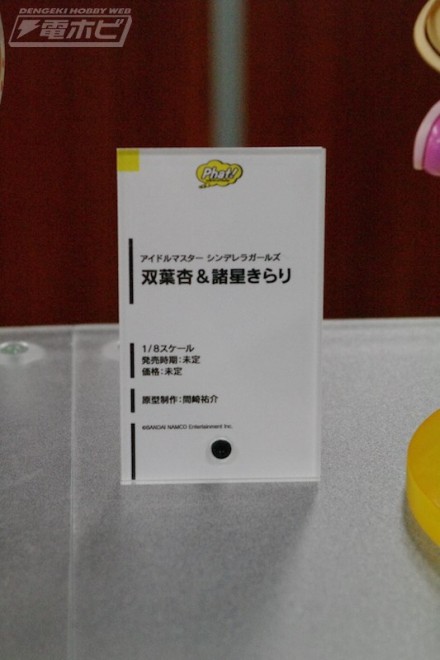 DENGEKI HOBBY WEB
電ホビ
Phat!
アイドルマスター シンデレラガールズ
双葉杏&諸星きらり
1/8スケール
発売時期:未定
価格:未定
原型制作:間崎祐介
©BANDAI NAMCO Entertainment Inc.